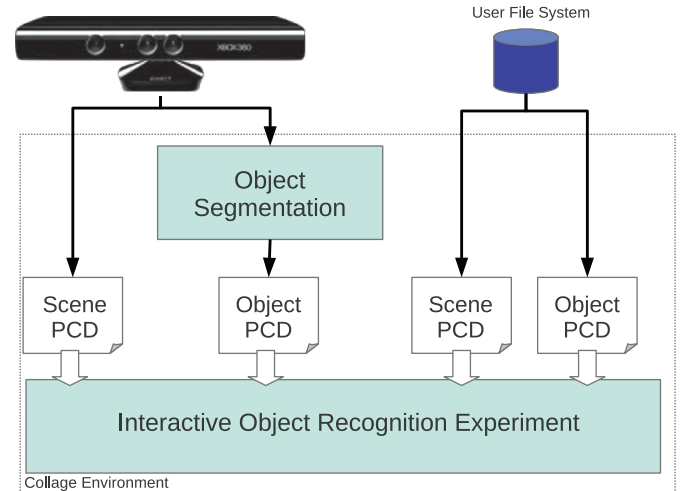 User File System
XBOX360
KINECT
Object
Segmentation
Scene
PCD
Object
PCD
Scene
PCD
Object
PCD
Interactive Object Recognition Experiment
Collage Environment